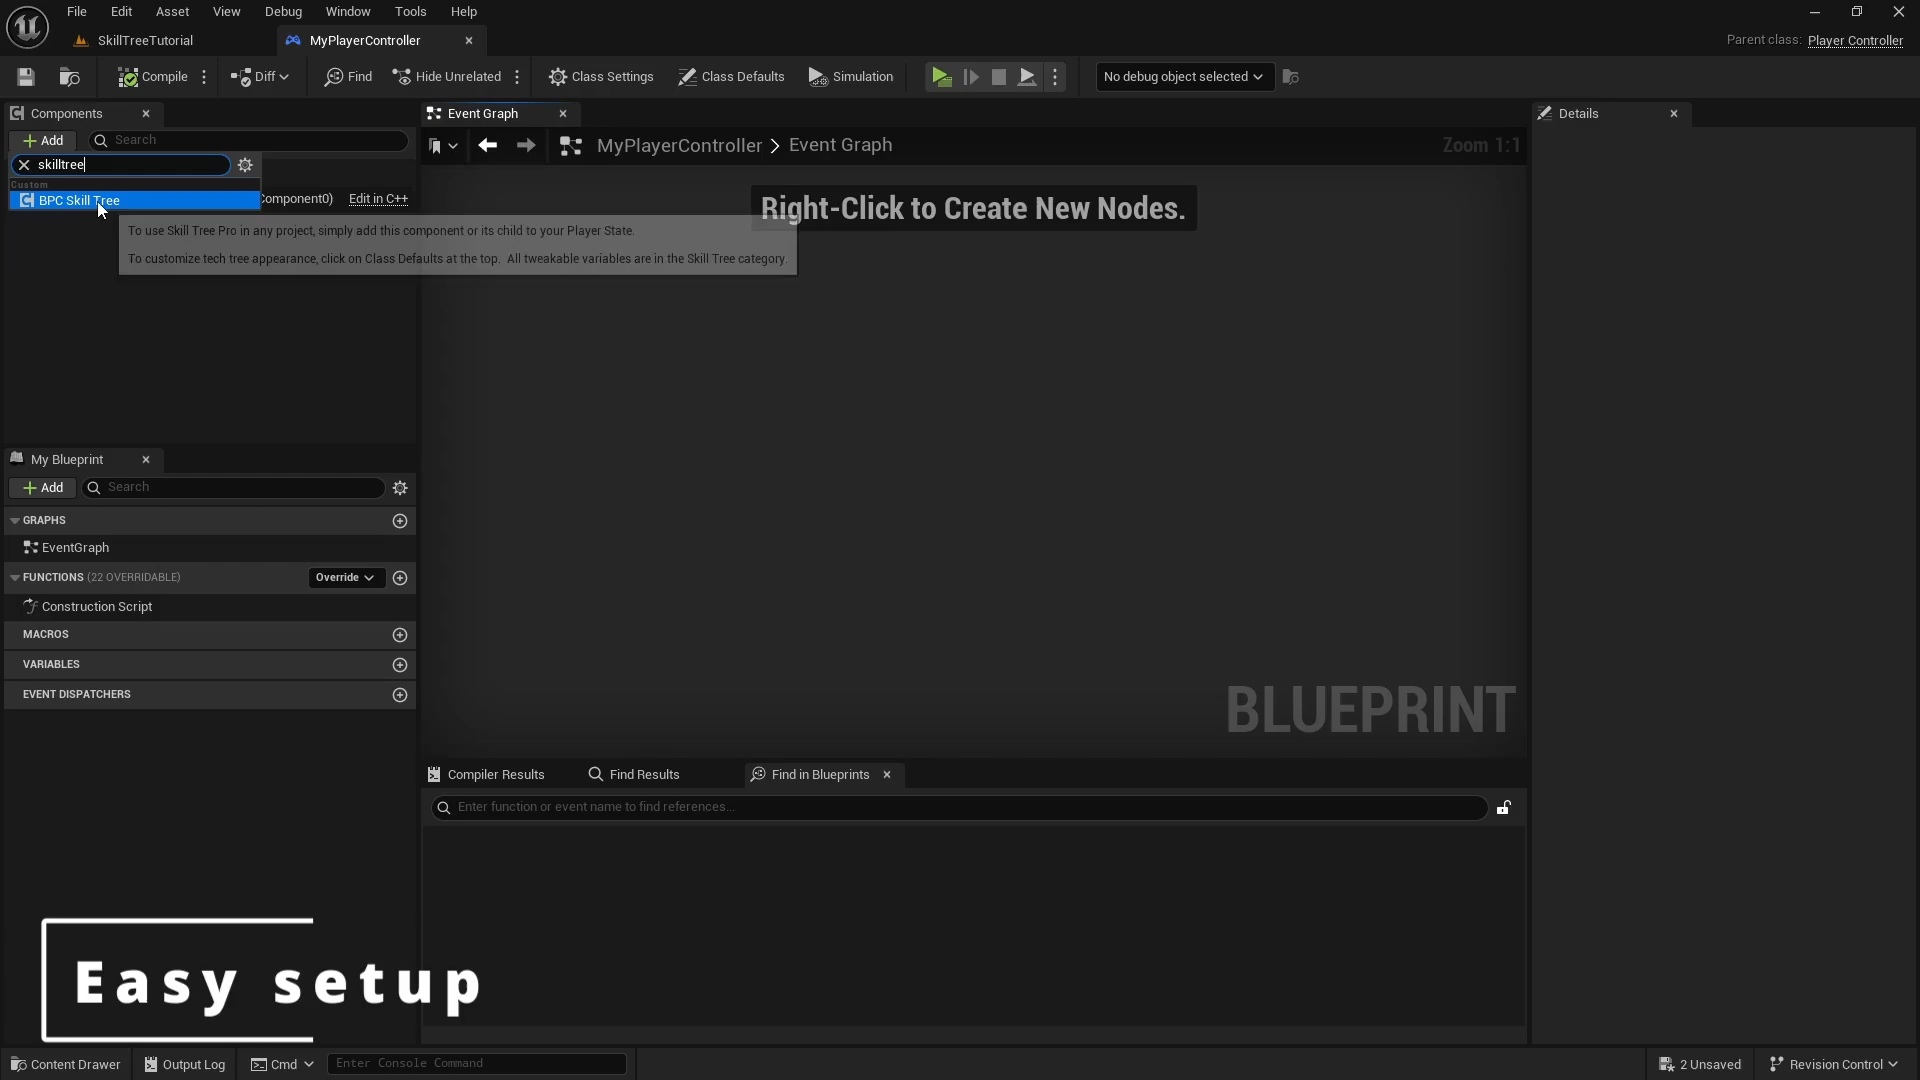 File Edit Asset View Debug Window Tools Help
SkillTreeTutorial MyPlayerController
Parent class: Player Controller
Compile Diff Find Hide Unrelated Class Settings Class Defaults Simulation No debug object selected
Components
Add Search
skilltree
Custom
BPC Skill Tree
Component0) Edit in C++
To use Skill Tree Pro in any project, simply add this component or its child to your Player State.
To customize tech tree appearance, click on Class Defaults at the top. All tweakable variables are in the Skill Tree category.
Event Graph
MyPlayerController > Event Graph
Zoom 1:1
Right-Click to Create New Nodes.
BLUEPRINT
Details
My Blueprint
Add Search
GRAPHS
EventGraph
FUNCTIONS (22 OVERRIDABLE) Override
Construction Script
MACROS
VARIABLES
EVENT DISPATCHERS
Compiler Results Find Results Find in Blueprints
Enter function or event name to find references...
Easy setup
Content Drawer Output Log Cmd Enter Console Command
2 Unsaved Revision Control